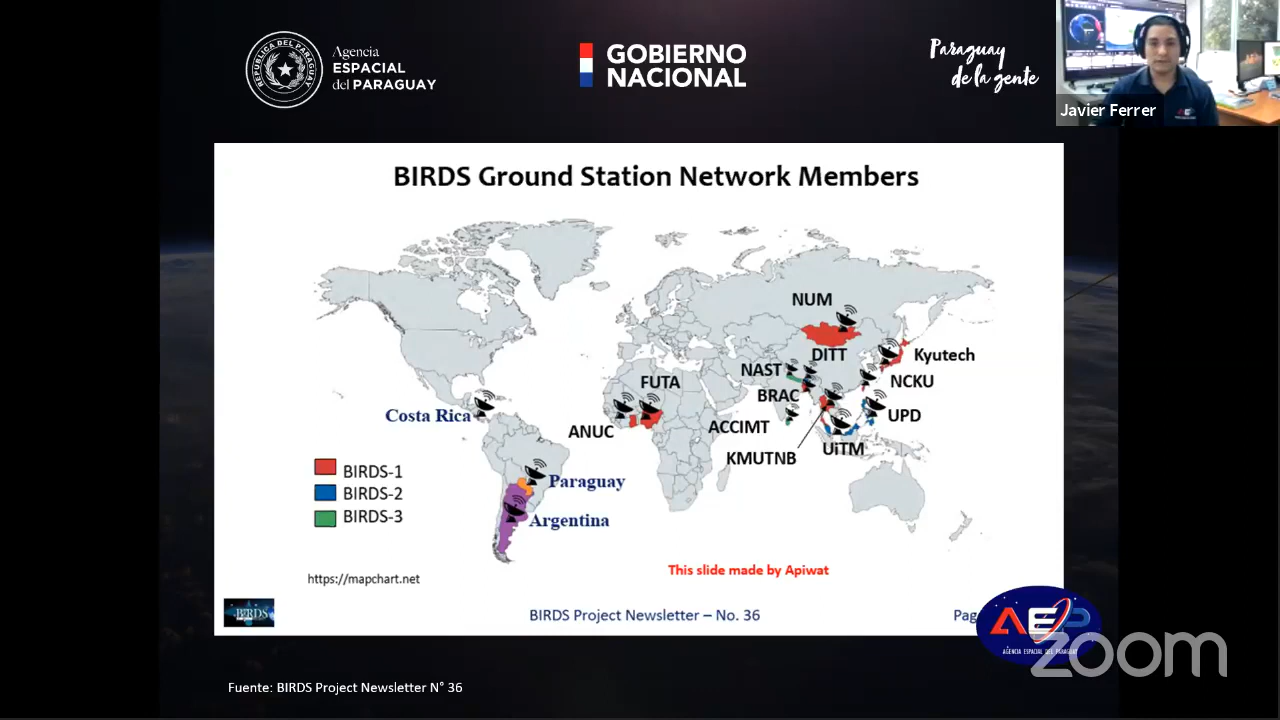 REPUBLICA DEL PARAGUAY
Agencia
ESPACIAL
del PARAGUAY
GOBIERNO
NACIONAL
Paraguay
de la gente
Javier Ferrer
BIRDS Ground Station Network Members
NUM
DITT
Kyutech
NAST
NCKU
FUTA
BRAC
UPD
Costa Rica
ANUC
ACCIMT
UiTM
KMUTNB
BIRDS-1
BIRDS-2
BIRDS-3
Paraguay
Argentina
https://mapchart.net
This slide made by Apiwat
BIRDS
BIRDS Project Newsletter – No. 36
Pag
AEP
AGENCIA ESPACIAL DEL PARAGUAY
zoom
Fuente: BIRDS Project Newsletter N° 36